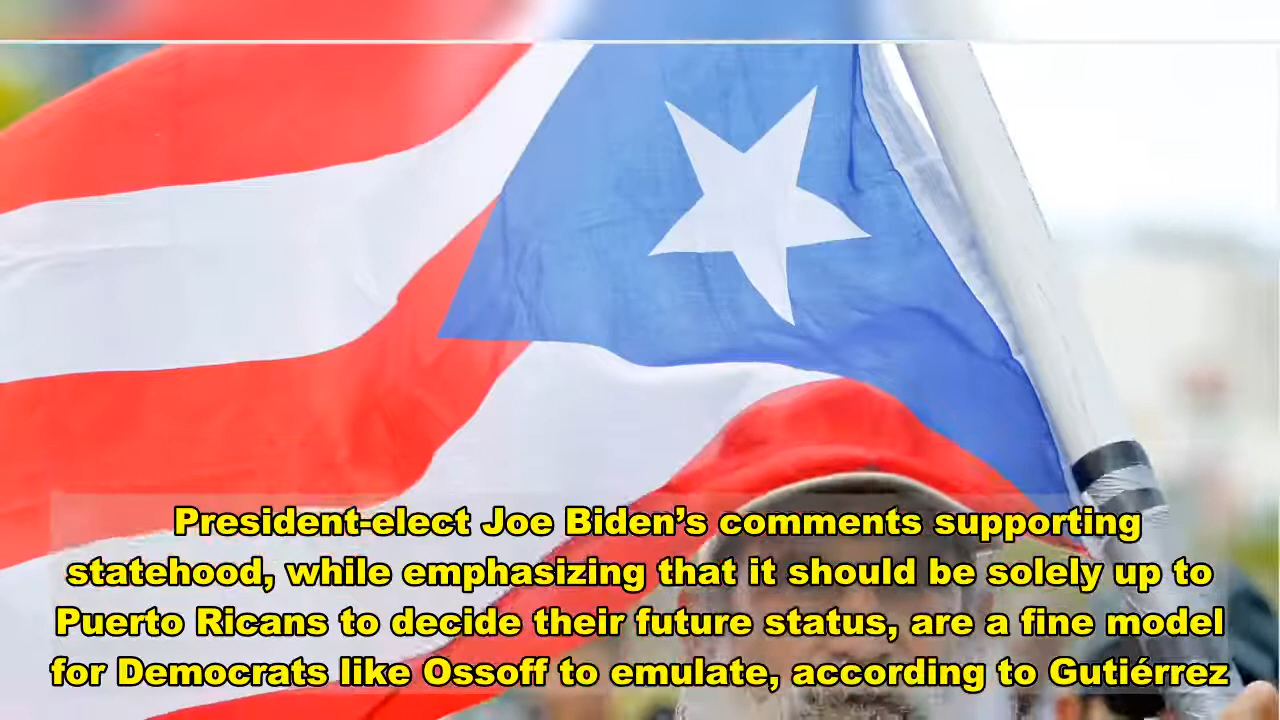 President-elect Joe Biden’s comments supporting
statehood, while emphasizing that it should be solely up to
Puerto Ricans to decide their future status, are a fine model
for Democrats like Ossoff to emulate, according to Gutiérrez